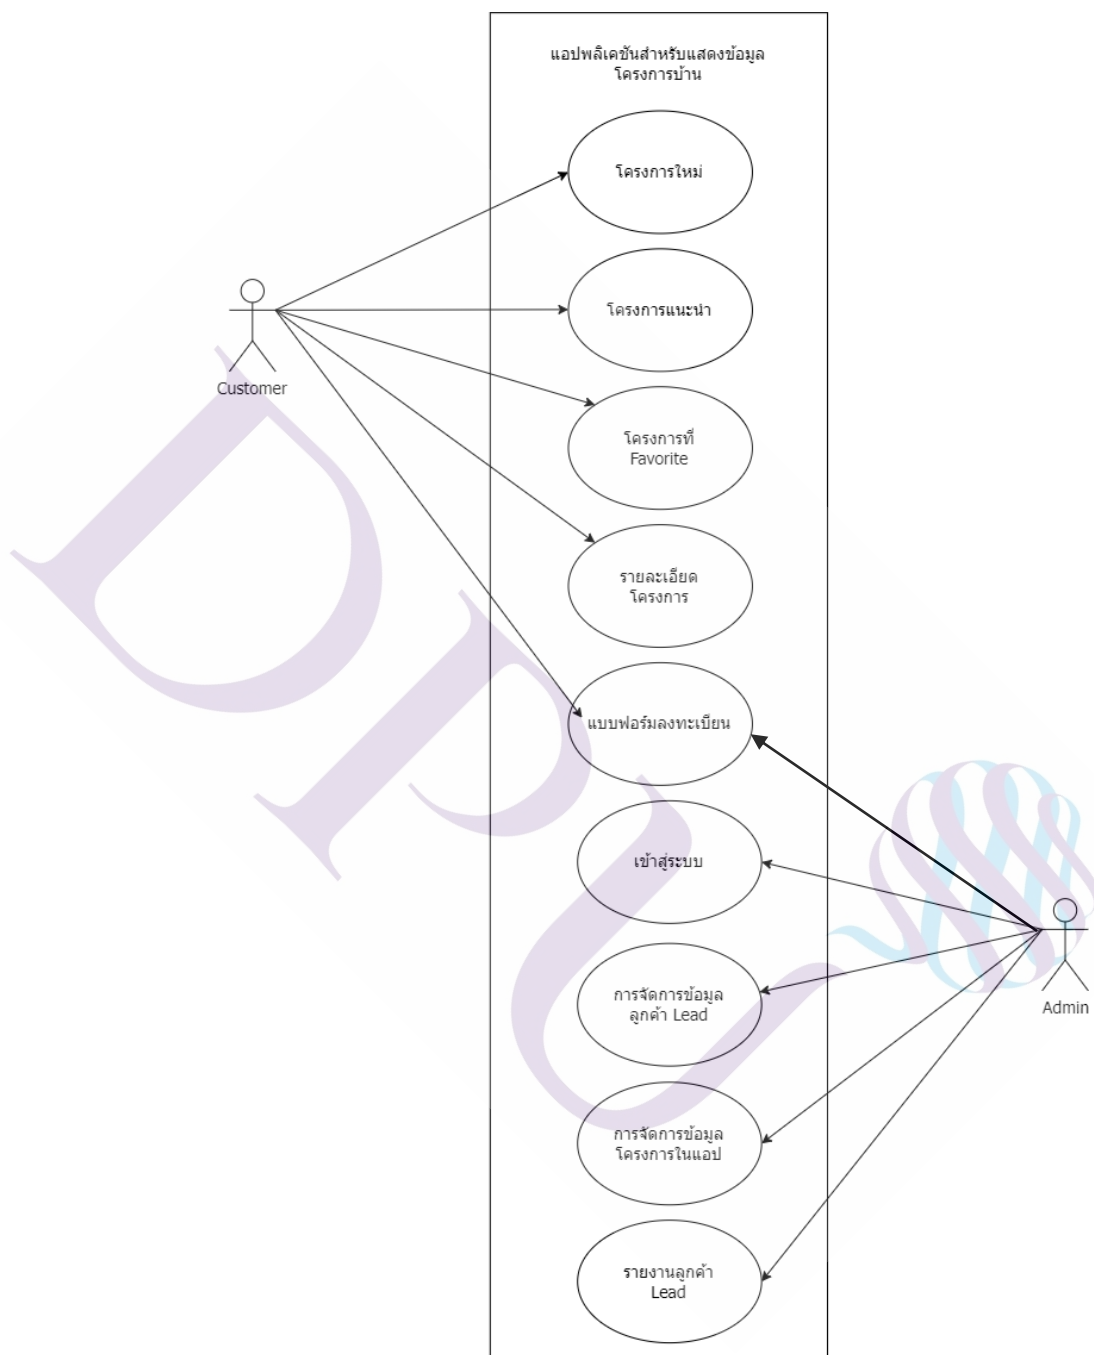 แอปพลิเคชันสำหรับแสดงข้อมูล
โครงการบ้าน
โครงการใหม่
โครงการแนะนำ
Customer
โครงการที่
Favorite
รายละเอียด
โครงการ
แบบฟอร์มลงทะเบียน
เข้าสู่ระบบ
การจัดการข้อมูล
ลูกค้า Lead
Admin
การจัดการข้อมูล
โครงการในแอป
รายงานลูกค้า
Lead
DPU